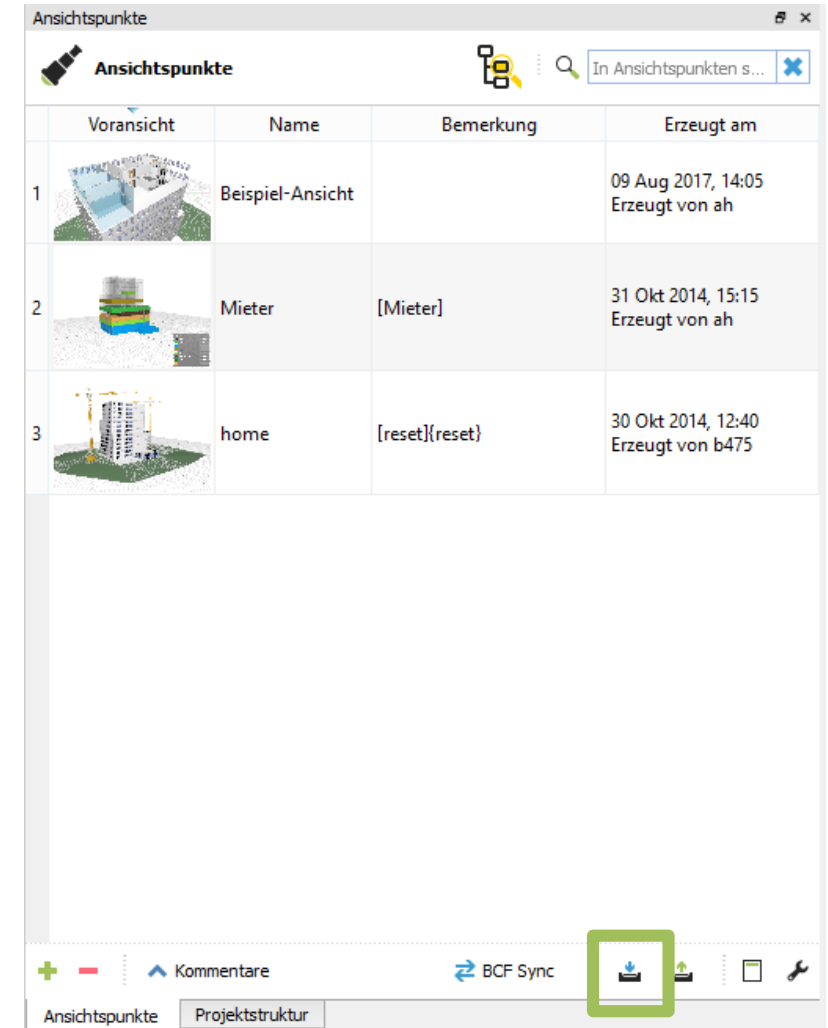 Ansichtspunkte
Ansichtspunkte
In Ansichtspunkten s...
Voransicht Name Bemerkung Erzeugt am
1 Beispiel-Ansicht 09 Aug 2017, 14:05
Erzeugt von ah
2 Mieter [Mieter] 31 Okt 2014, 15:15
Erzeugt von ah
3 home [reset]{reset} 30 Okt 2014, 12:40
Erzeugt von b475
Kommentare BCF Sync
Ansichtspunkte Projektstruktur